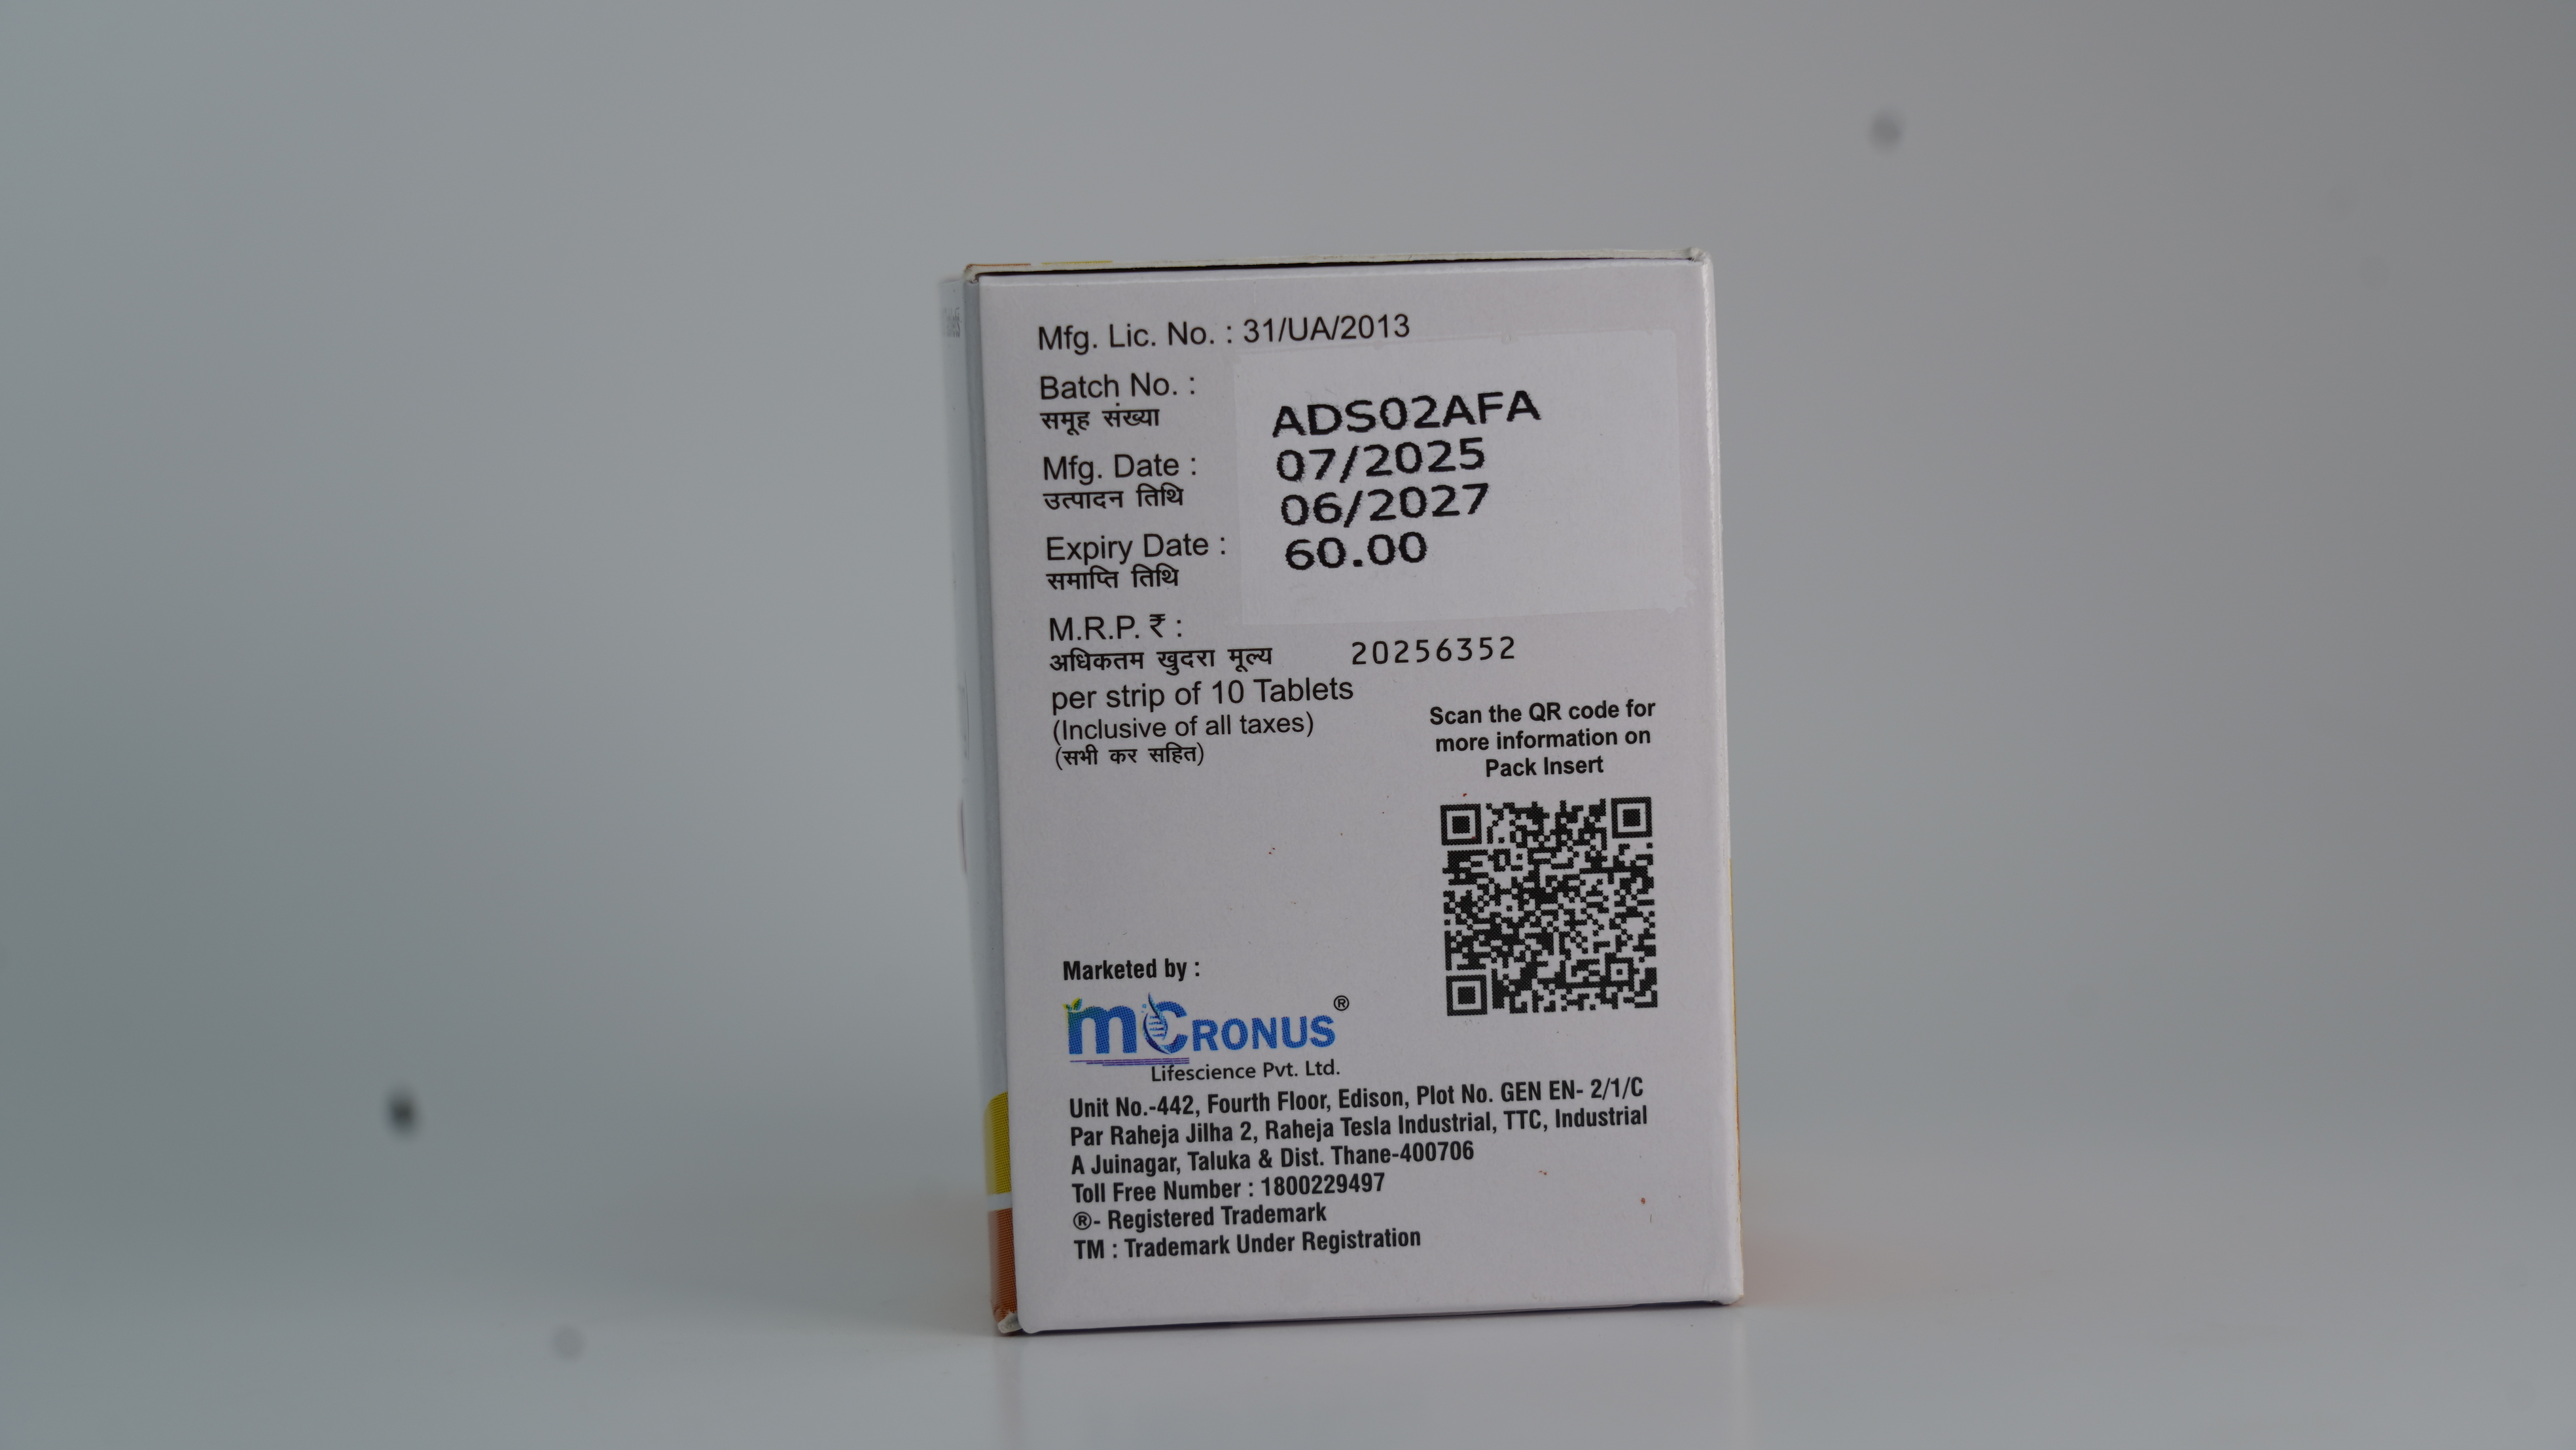 Mfg. Lic. No. : 31/UA/2013
Batch No. :
समूह संख्या
ADS02AFA
Mfg. Date :
उत्पादन तिथि
07/2025
Expiry Date :
समाप्ति तिथि
06/2027
M.R.P. ₹ :
60.00
अधिकतम खुदरा मूल्य
20256352
per strip of 10 Tablets
(Inclusive of all taxes)
(सभी कर सहित)
Scan the QR code for
more information on
Pack Insert
Marketed by :
mCRONUS®
Lifescience Pvt. Ltd.
Unit No.-442, Fourth Floor, Edison, Plot No. GEN EN- 2/1/C
Par Raheja Jilha 2, Raheja Tesla Industrial, TTC, Industrial
A Juinagar, Taluka & Dist. Thane-400706
Toll Free Number : 1800229497
®- Registered Trademark
TM : Trademark Under Registration